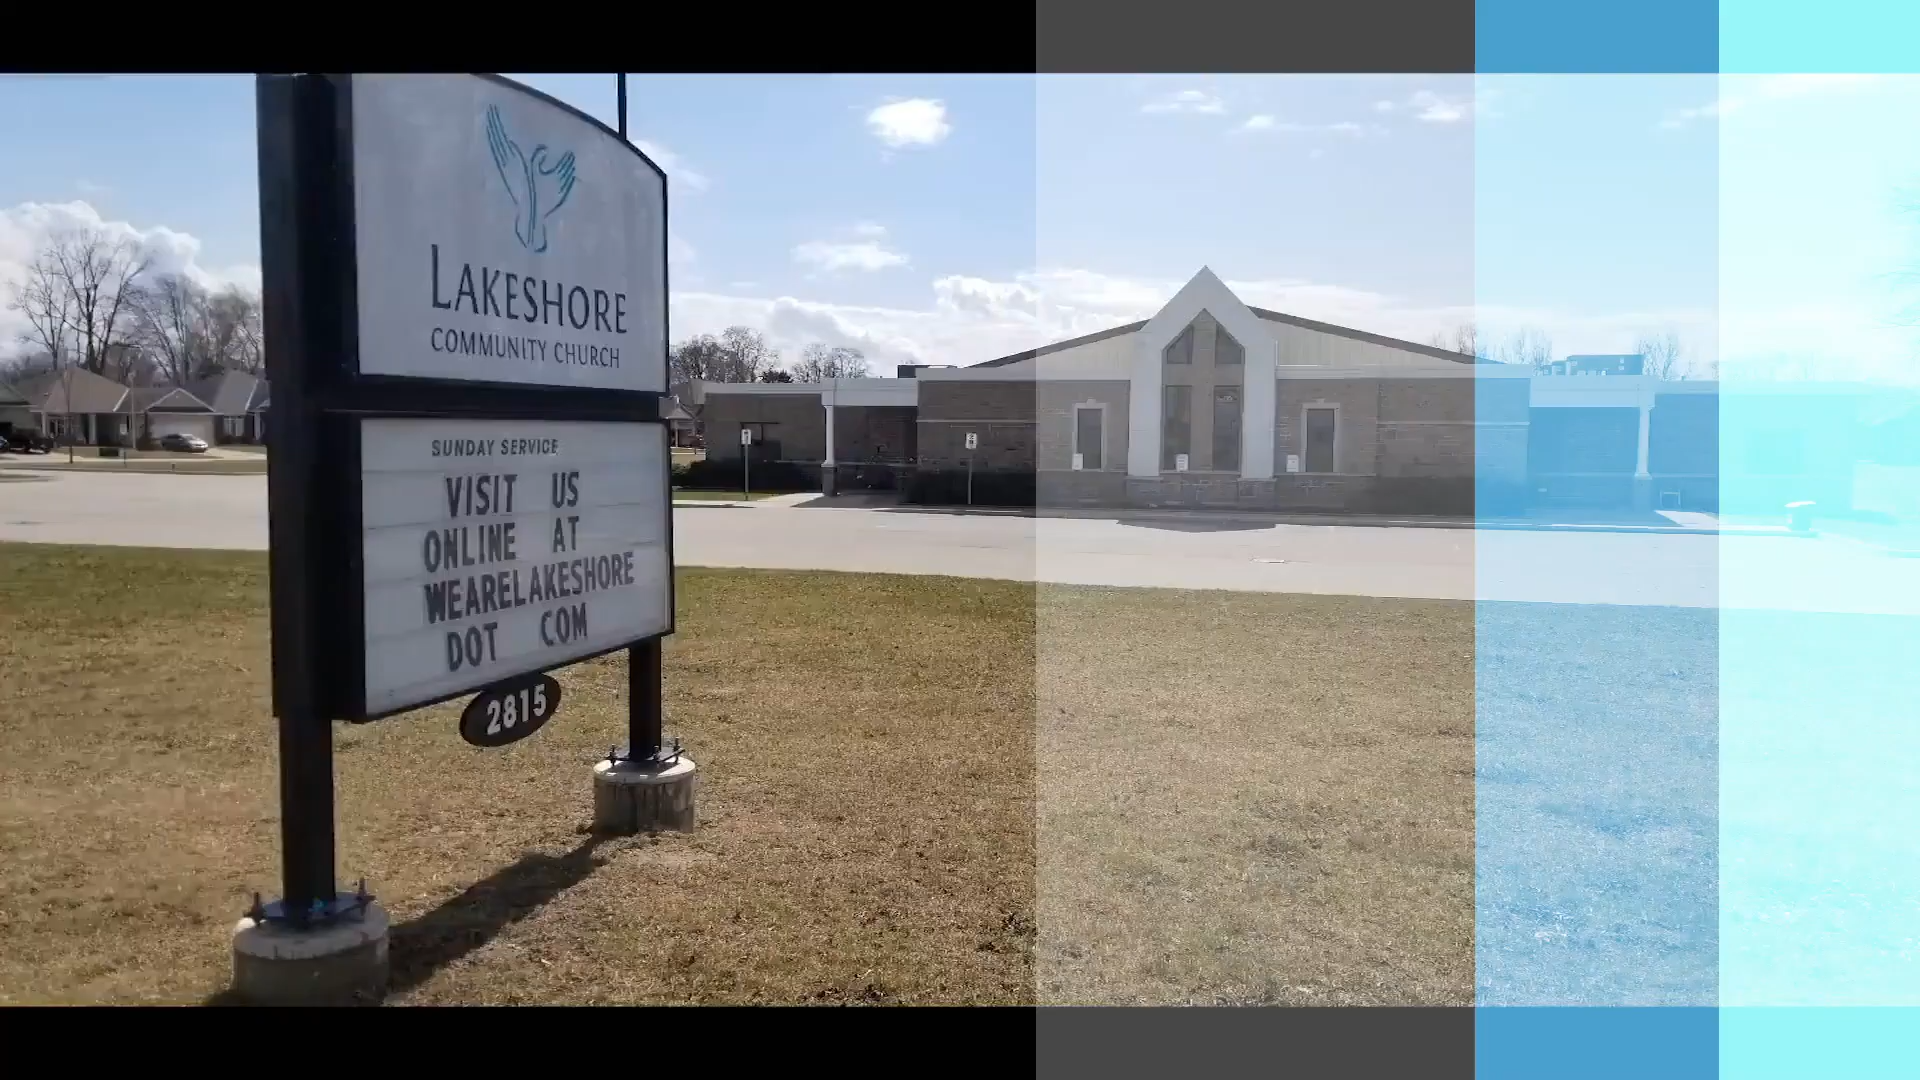 LAKESHORE
COMMUNITY CHURCH
SUNDAY SERVICE
VISIT US
ONLINE AT
WEARELAKESHORE
DOT COM
2815